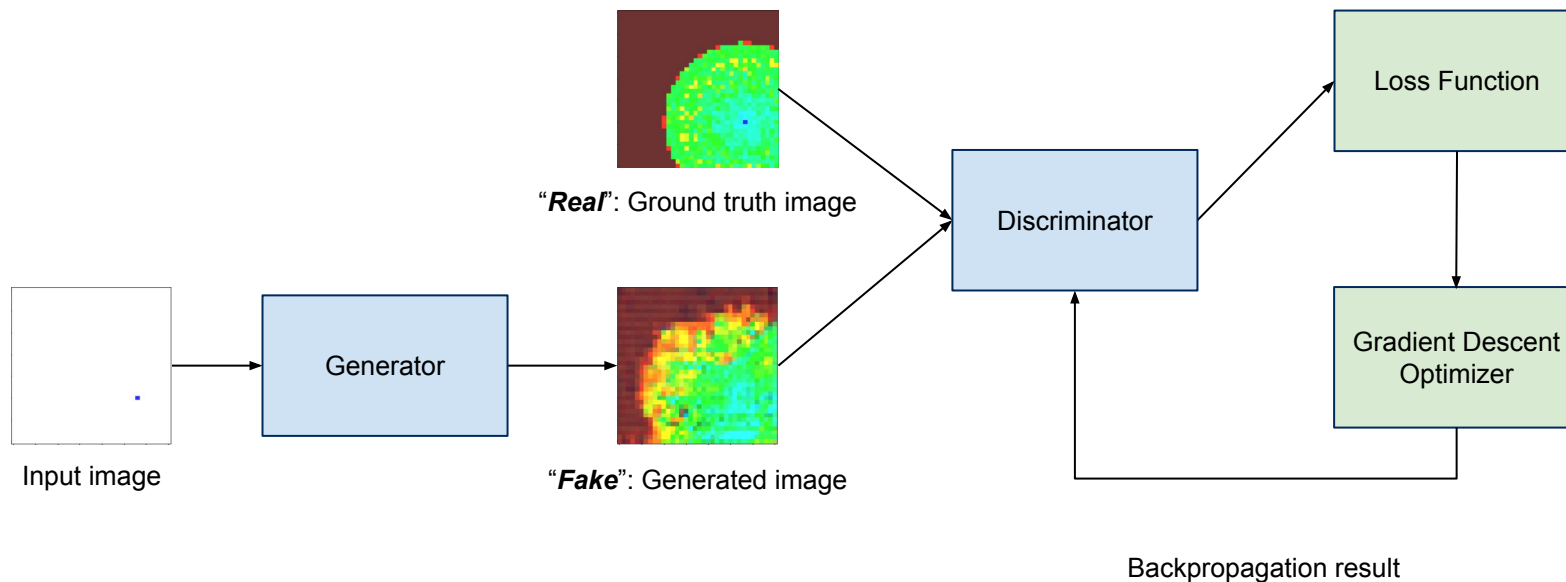 Loss Function
“Real”: Ground truth image
Discriminator
Generator
Gradient Descent
Optimizer
Input image
“Fake”: Generated image
Backpropagation result